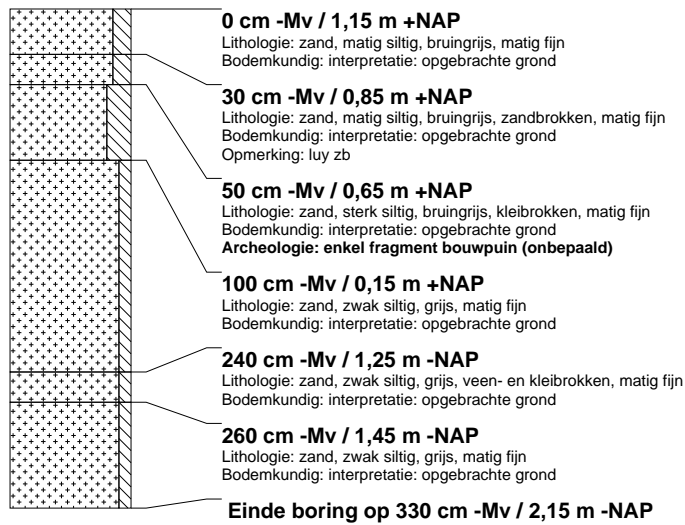 0 cm -Mv / 1,15 m +NAP
Lithologie: zand, matig siltig, bruingrijs, matig fijn
Bodemkundig: interpretatie: opgebrachte grond
30 cm -Mv / 0,85 m +NAP
Lithologie: zand, matig siltig, bruingrijs, zandbrokken, matig fijn
Bodemkundig: interpretatie: opgebrachte grond
Opmerking: luy zb
50 cm -Mv / 0,65 m +NAP
Lithologie: zand, sterk siltig, bruingrijs, kleibrokken, matig fijn
Bodemkundig: interpretatie: opgebrachte grond
Archeologie: enkel fragment bouwpuin (onbepaald)
100 cm -Mv / 0,15 m +NAP
Lithologie: zand, zwak siltig, grijs, matig fijn
Bodemkundig: interpretatie: opgebrachte grond
240 cm -Mv / 1,25 m -NAP
Lithologie: zand, zwak siltig, grijs, veen- en kleibrokken, matig fijn
Bodemkundig: interpretatie: opgebrachte grond
260 cm -Mv / 1,45 m -NAP
Lithologie: zand, zwak siltig, grijs, matig fijn
Bodemkundig: interpretatie: opgebrachte grond
Einde boring op 330 cm -Mv / 2,15 m -NAP